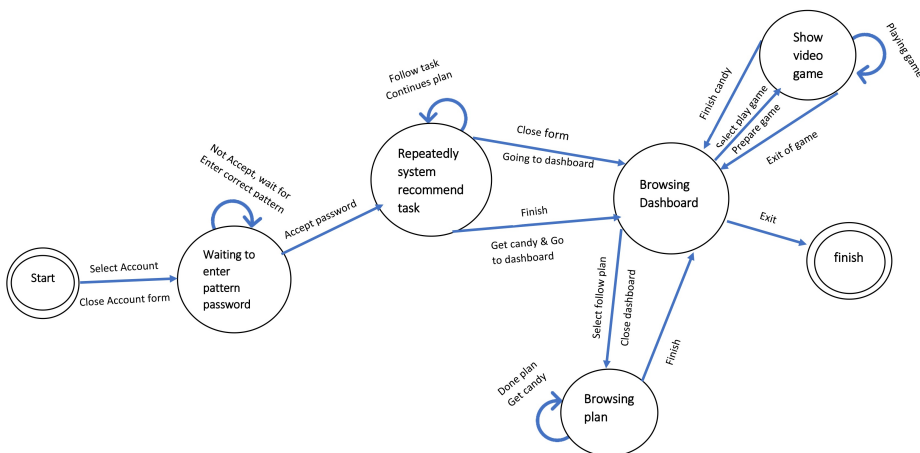 Start
Select Account
Close Account form
Not Accept, wait for
Enter correct pattern
Waiting to
enter
pattern
password
Accept password
Follow task
Continues plan
Repeatedly
system
recommend
task
Close form
Going to dashboard
Finish
Get candy & Go
to dashboard
Browsing
Dashboard
Finish candy
Select play game
Prepare game
Exit of game
Show
video
game
Playing game
Exit
finish
Select follow plan
Close dashboard
Finish
Done plan
Get candy
Browsing
plan